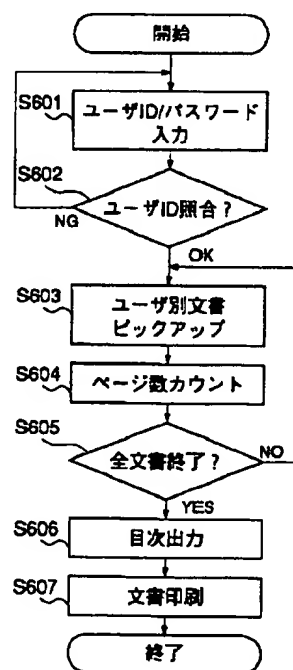 開始
S601
ユーザID/パスワード
入力
S602
ユーザID照合?
NG
OK
S603
ユーザ別文書
ピックアップ
S604
ページ数カウント
S605
全文書終了?
NO
YES
S606
目次出力
S607
文書印刷
終了